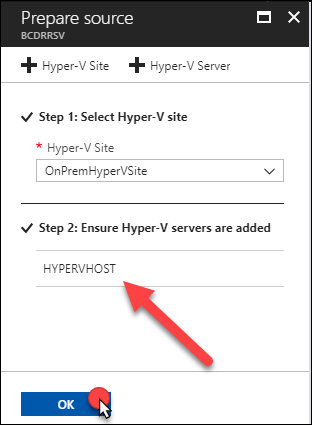 Prepare source
BCDRRSV
Hyper-V Site Hyper-V Server
Step 1: Select Hyper-V site
* Hyper-V Site
OnPremHyperVSite
Step 2: Ensure Hyper-V servers are added
HYPERVHOST
OK